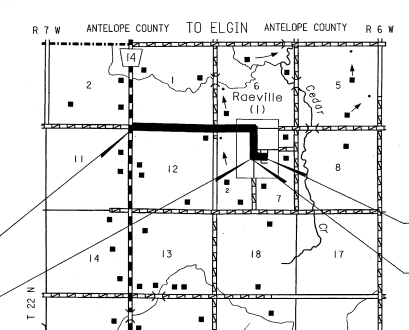 R 7 W ANTELOPE COUNTY TO ELGIN ANTELOPE COUNTY R 6 W
14
2 1 6 5
Raeville
(1)
Cedar
11 12 8
2 7
Cr
14 13 18 17
T 22 N